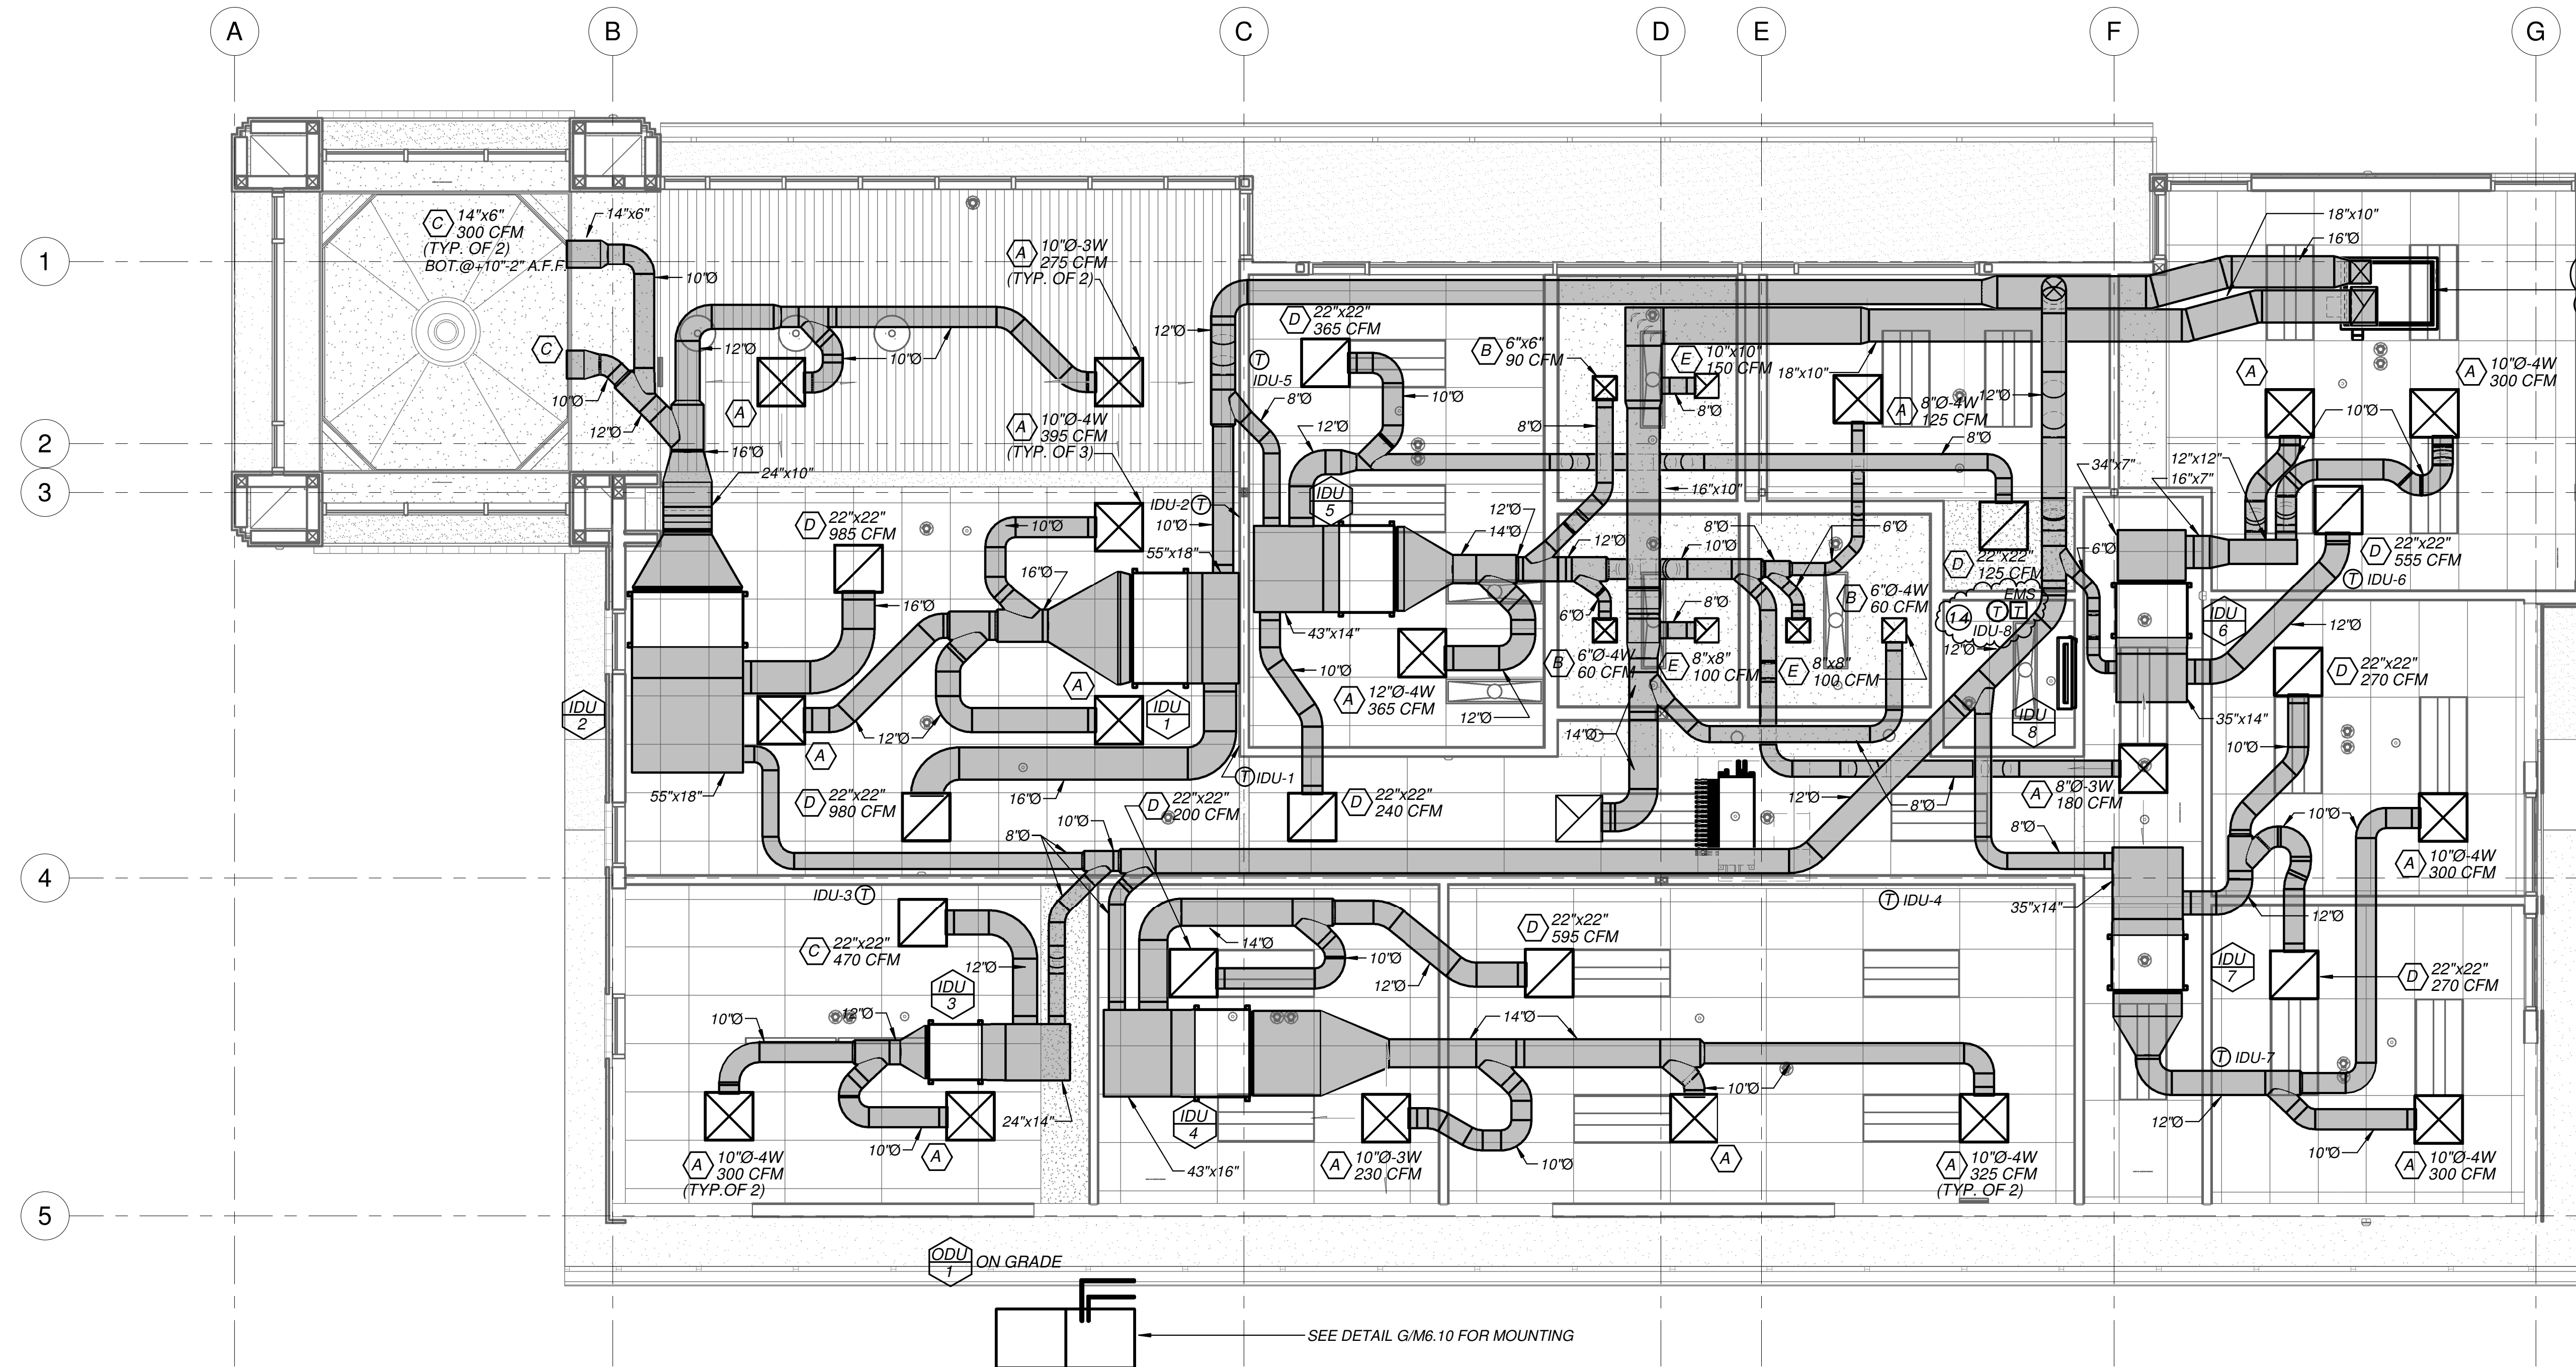 A
B
C
D
E
F
G
1
2
3
4
5
C
14"x6"
300 CFM
(TYP. OF 2)
BOT.@+10"-2" A.F.F.
14"x6"
10"Ø
C
10"Ø
12"Ø
12"Ø
16"Ø
24"x10"
10"Ø
A
A
10"Ø-3W
275 CFM
(TYP. OF 2)
A
10"Ø-4W
395 CFM
(TYP. OF 3)
12"Ø
IDU-2
T
10"Ø
55"x18"
D
22"x22"
985 CFM
10"Ø
16"Ø
16"Ø
IDU
2
A
12"Ø
A
IDU
1
D
22"x22"
980 CFM
55"x18"
16"Ø
T
IDU-1
D
22"x22"
365 CFM
T
IDU-5
8"Ø
12"Ø
10"Ø
IDU
5
B
6"x6"
90 CFM
8"Ø
E
10"x10"
150 CFM
8"Ø
18"x10"
A
8"Ø-4W
125 CFM
12"Ø
8"Ø
16"x10"
12"Ø
14"Ø
12"Ø
10"Ø
8"Ø
6"Ø
43"x14"
10"Ø
A
12"Ø-4W
365 CFM
12"Ø
6"Ø
8"Ø
B
6"Ø-4W
60 CFM
E
8"x8"
100 CFM
E
8"x8"
100 CFM
B
6"Ø-4W
60 CFM
14"Ø
D
22"x22"
240 CFM
D
22"x22"
200 CFM
D
22"x22"
125 CFM
EMS
14
T
T
IDU-8
12"Ø
IDU
8
12"Ø
8"Ø
A
8"Ø-3W
180 CFM
8"Ø
18"x10"
16"Ø
A
A
10"Ø-4W
300 CFM
10"Ø
34"x7"
12"x12"
16"x7"
6"Ø
D
22"x22"
555 CFM
T
IDU-6
IDU
6
12"Ø
35"x14"
D
22"x22"
270 CFM
10"Ø
10"Ø
A
10"Ø-4W
300 CFM
35"x14"
12"Ø
IDU
7
D
22"x22"
270 CFM
T
IDU-7
12"Ø
10"Ø
A
10"Ø-4W
300 CFM
8"Ø
10"Ø
IDU-3
T
C
22"x22"
470 CFM
12"Ø
IDU
3
10"Ø
12"Ø
10"Ø
A
24"x14"
A
10"Ø-4W
300 CFM
(TYP.OF 2)
14"Ø
10"Ø
12"Ø
D
22"x22"
595 CFM
T
IDU-4
14"Ø
10"Ø
IDU
4
43"x16"
A
10"Ø-3W
230 CFM
10"Ø
A
A
10"Ø-4W
325 CFM
(TYP. OF 2)
ODU
1
ON GRADE
SEE DETAIL G/M6.10 FOR MOUNTING